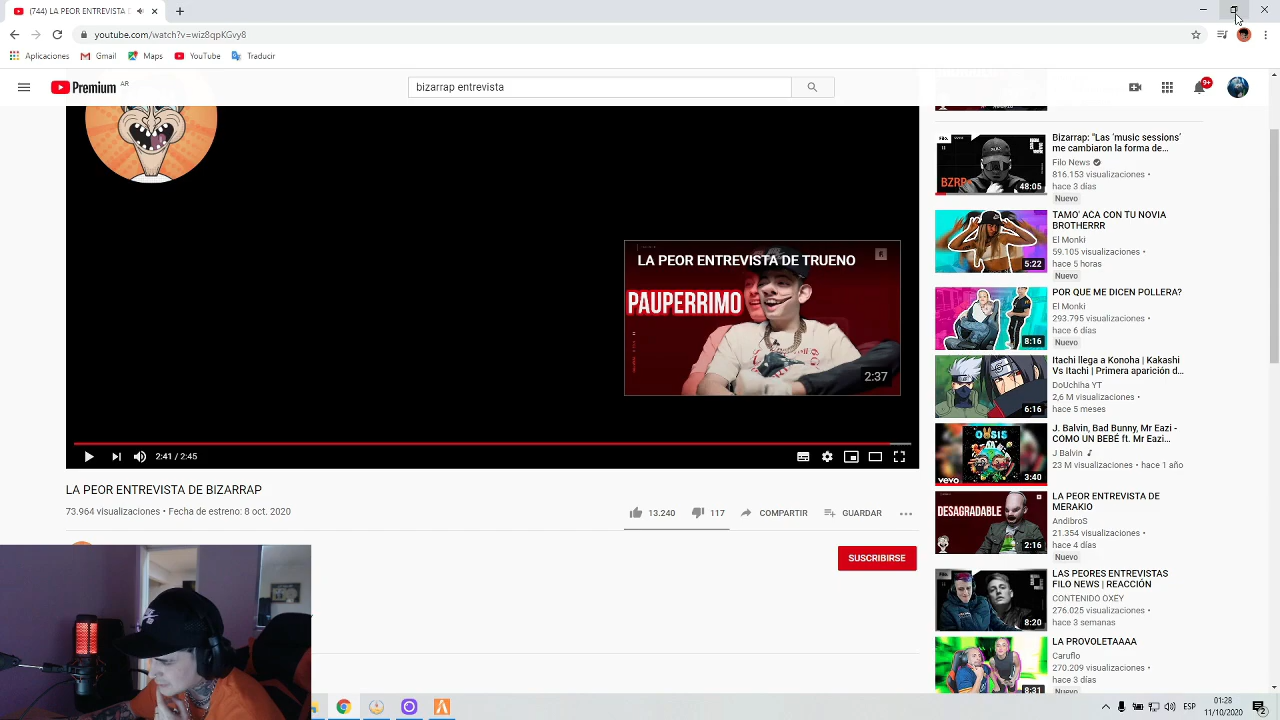 (744) LA PEOR ENTREVISTA D
youtube.com/watch?v=wiz8qpKGvy8
Aplicaciones
Gmail
Maps
YouTube
Traducir
Premium AR
bizarrap entrevista
9+
LA PEOR ENTREVISTA DE TRUENO
PAUPERRIMO
2:37
2:41 / 2:45
LA PEOR ENTREVISTA DE BIZARRAP
73.964 visualizaciones • Fecha de estreno: 8 oct. 2020
13.240
117
COMPARTIR
GUARDAR
SUSCRIBIRSE
BZRP
48:05
Bizarrap: "Las 'music sessions'
me cambiaron la forma de...
Filo News
816.153 visualizaciones •
hace 3 días
Nuevo
5:22
TAMO' ACA CON TU NOVIA
BROTHERRR
El Monki
59.105 visualizaciones •
hace 5 horas
Nuevo
8:16
POR QUE ME DICEN POLLERA?
El Monki
293.795 visualizaciones •
hace 6 días
Nuevo
6:16
Itachi llega a Konoha | Kakashi
Vs Itachi | Primera aparición d...
DoUchiha YT
2,6 M visualizaciones •
hace 5 meses
OASIS
vevo
3:40
J. Balvin, Bad Bunny, Mr Eazi -
COMO UN BEBÉ ft. Mr Eazi...
J Balvin
23 M visualizaciones • hace 1 año
DESAGRADABLE
2:16
LA PEOR ENTREVISTA DE
MERAKIO
AndibroS
21.354 visualizaciones •
hace 4 días
Nuevo
8:20
LAS PEORES ENTREVISTAS
FILO NEWS | REACCIÓN
CONTENIDO OXEY
276.025 visualizaciones •
hace 3 semanas
8:31
LA PROVOLETAAAA
Caruflo
270.209 visualizaciones •
hace 3 días
Nuevo
ESP
01:28
11/10/2020
2